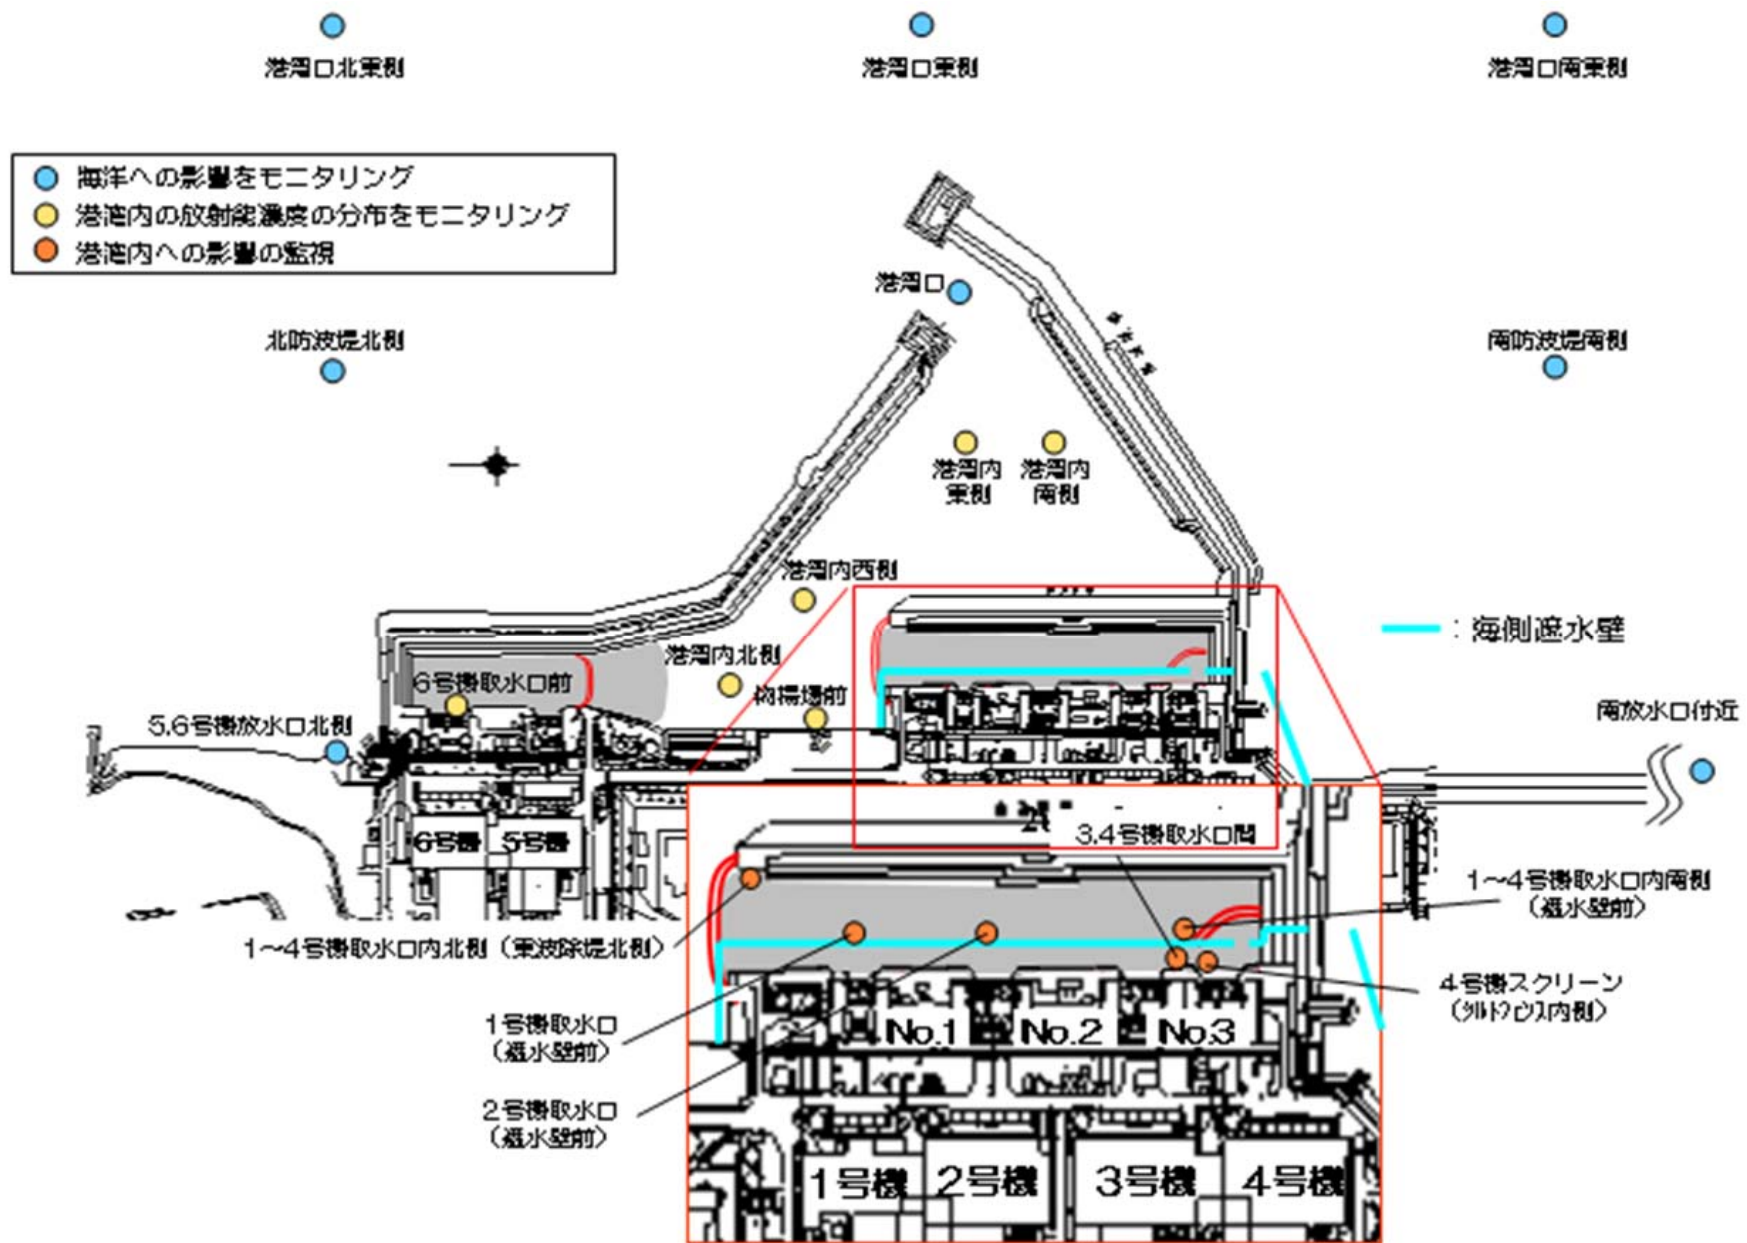 港湾口北東側
港湾口東側
港湾口南東側
海洋への影響をモニタリング
港湾内の放射能濃度の分布をモニタリング
港湾内への影響の監視
港湾口
北防波堤北側
南防波堤南側
港湾内
東側
港湾内
南側
港湾内西側
：海側遮水壁
港湾内北側
6号機取水口前
物揚場前
5,6号機放水口北側
南放水口付近
6号機
5号機
3,4号機取水口間
1～4号機取水口内南側
（遮水壁前）
1～4号機取水口内北側（東波除堤北側）
4号機スクリーン
（シルトフェンス内側）
1号機取水口
（遮水壁前）
No.1
No.2
No.3
2号機取水口
（遮水壁前）
1号機
2号機
3号機
4号機